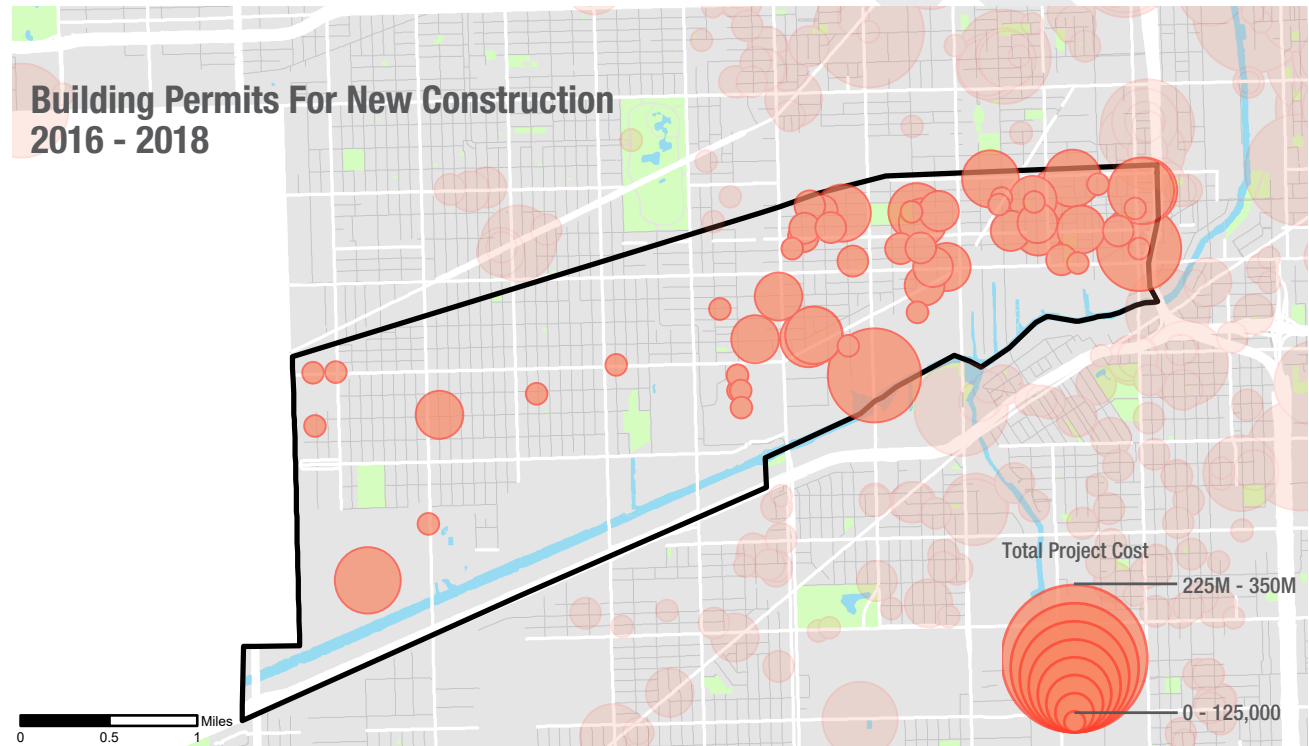 Building Permits For New Construction
2016 - 2018
Total Project Cost
225M - 350M
0 - 125,000
Miles
0 0.5 1